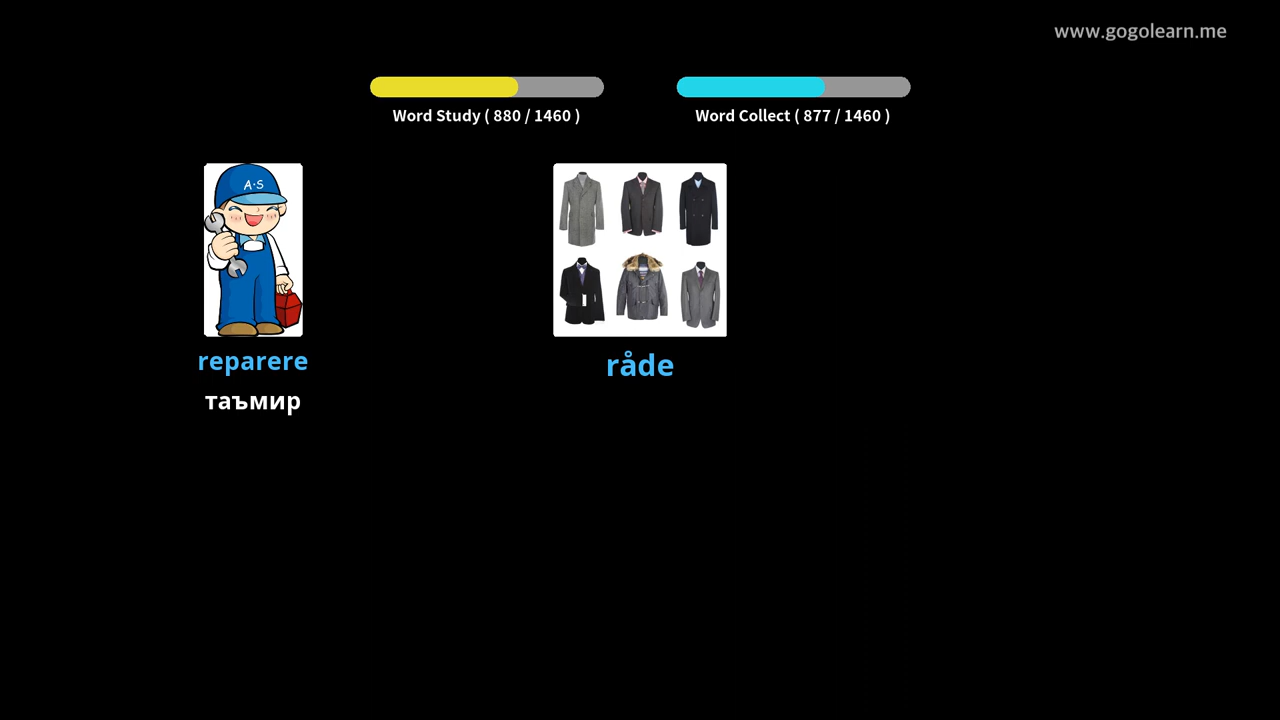 www.gogolearn.me
Word Study ( 880 / 1460 )
Word Collect ( 877 / 1460 )
A·S
reparere
råde
таъмир